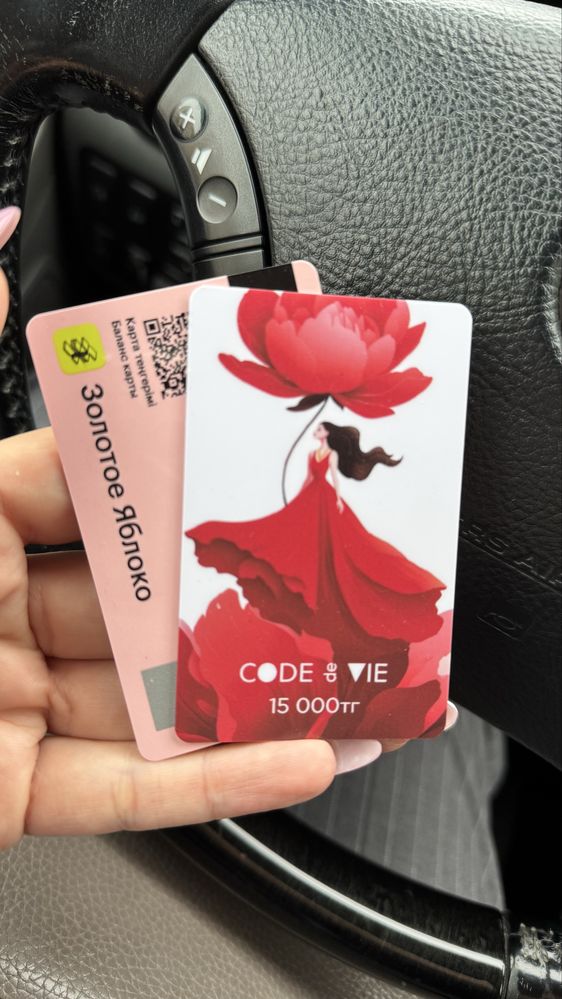 Карта теңгерімі
Баланс карты
Золотое Яблоко
CODE de VIE
15 000тг